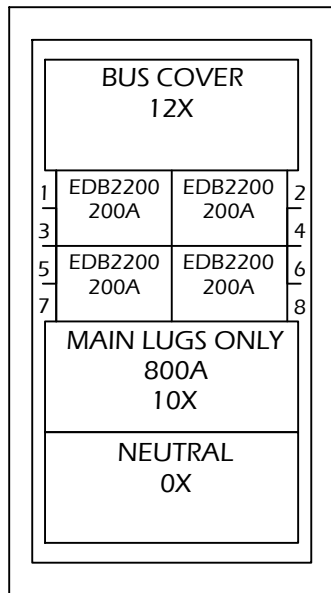 BUS COVER
12X
1 EDB2200 EDB2200 2
200A 200A
3 4
5 EDB2200 EDB2200 6
200A 200A
7 8
MAIN LUGS ONLY
800A
10X
NEUTRAL
0X